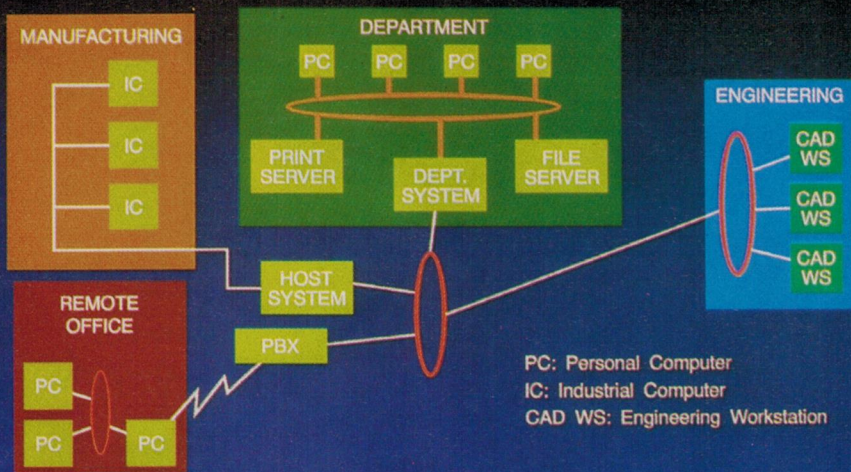 MANUFACTURING
IC
IC
IC
DEPARTMENT
PC
PC
PC
PC
PRINT
SERVER
DEPT.
SYSTEM
FILE
SERVER
ENGINEERING
CAD
WS
CAD
WS
CAD
WS
HOST
SYSTEM
PBX
REMOTE
OFFICE
PC
PC
PC
PC: Personal Computer
IC: Industrial Computer
CAD WS: Engineering Workstation